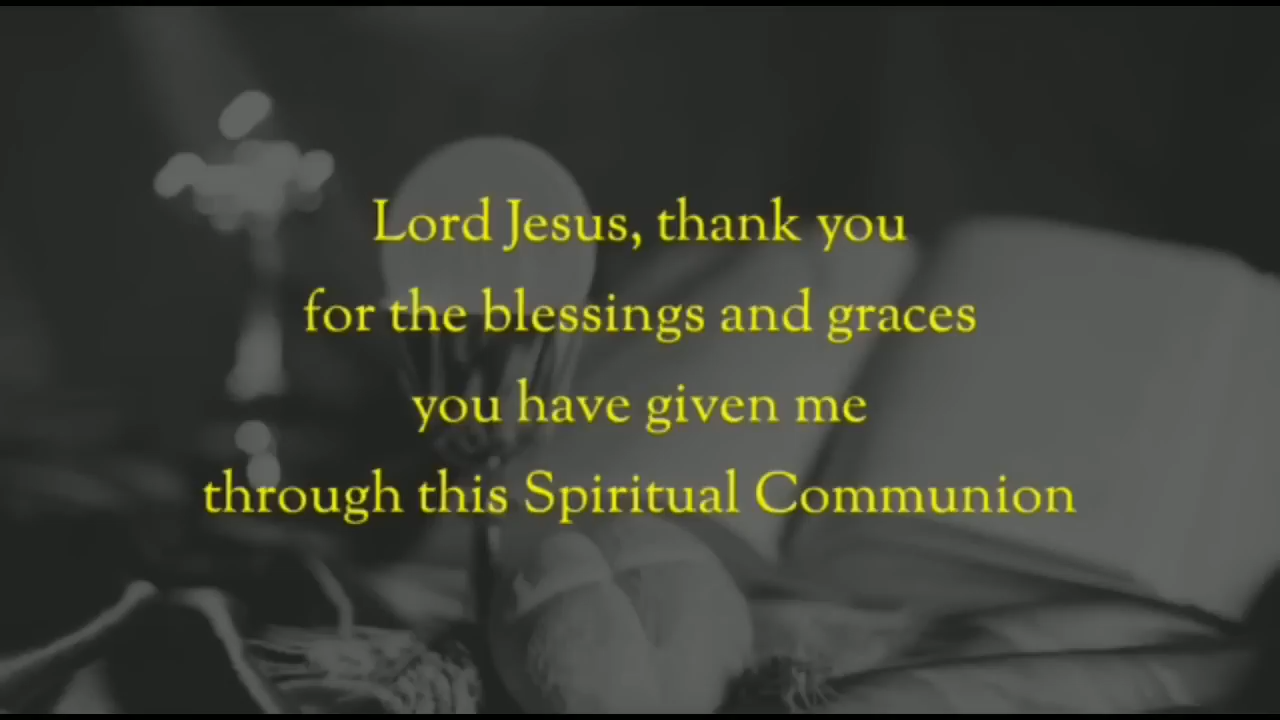 Lord Jesus, thank you
for the blessings and graces
you have given me
through this Spiritual Communion